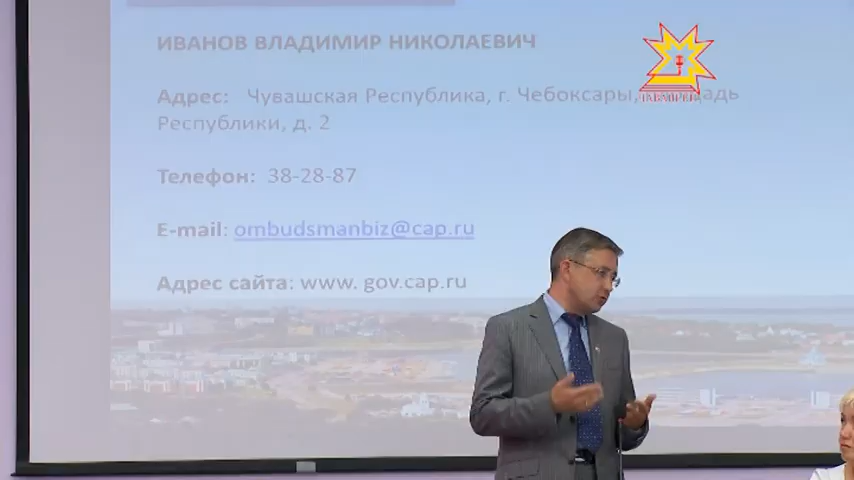 ИВАНОВ ВЛАДИМИР НИКОЛАЕВИЧ
Адрес: Чувашская Республика, г. Чебоксары, площадь
Республики, д. 2
Телефон: 38-28-87
E-mail: ombudsmanbiz@cap.ru
Адрес сайта: www. gov.cap.ru